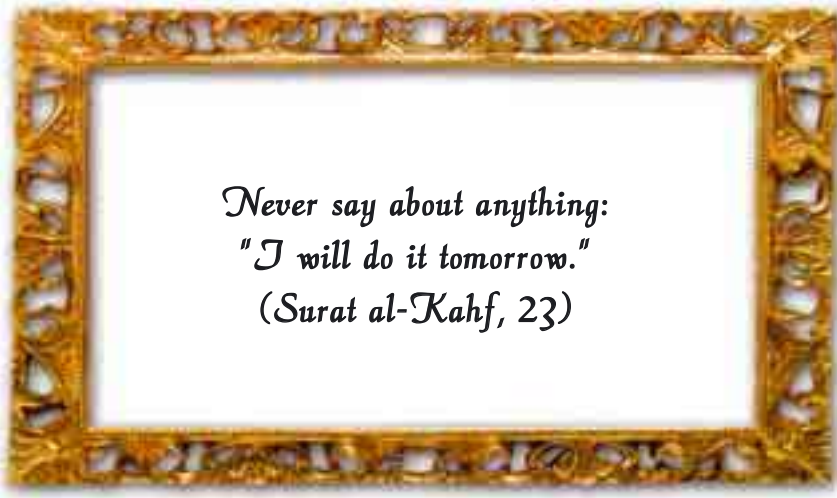 Never say about anything:
"I will do it tomorrow."
(Surat al-Kahf, 23)